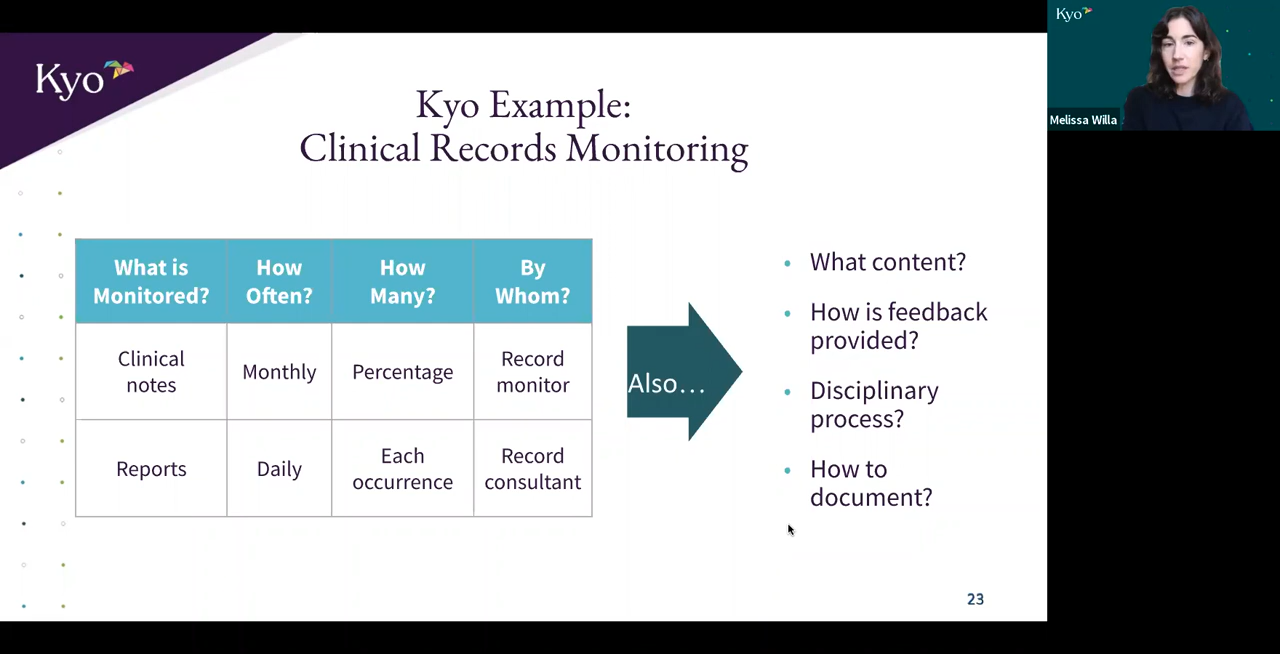 Kyo
Kyo Example:
Clinical Records Monitoring
What is
Monitored?
How
Often?
How
Many?
By
Whom?
Clinical
notes
Monthly
Percentage
Record
monitor
Reports
Daily
Each
occurrence
Record
consultant
Also…
• What content?
• How is feedback
provided?
• Disciplinary
process?
• How to
document?
23
Kyo
Melissa Willa